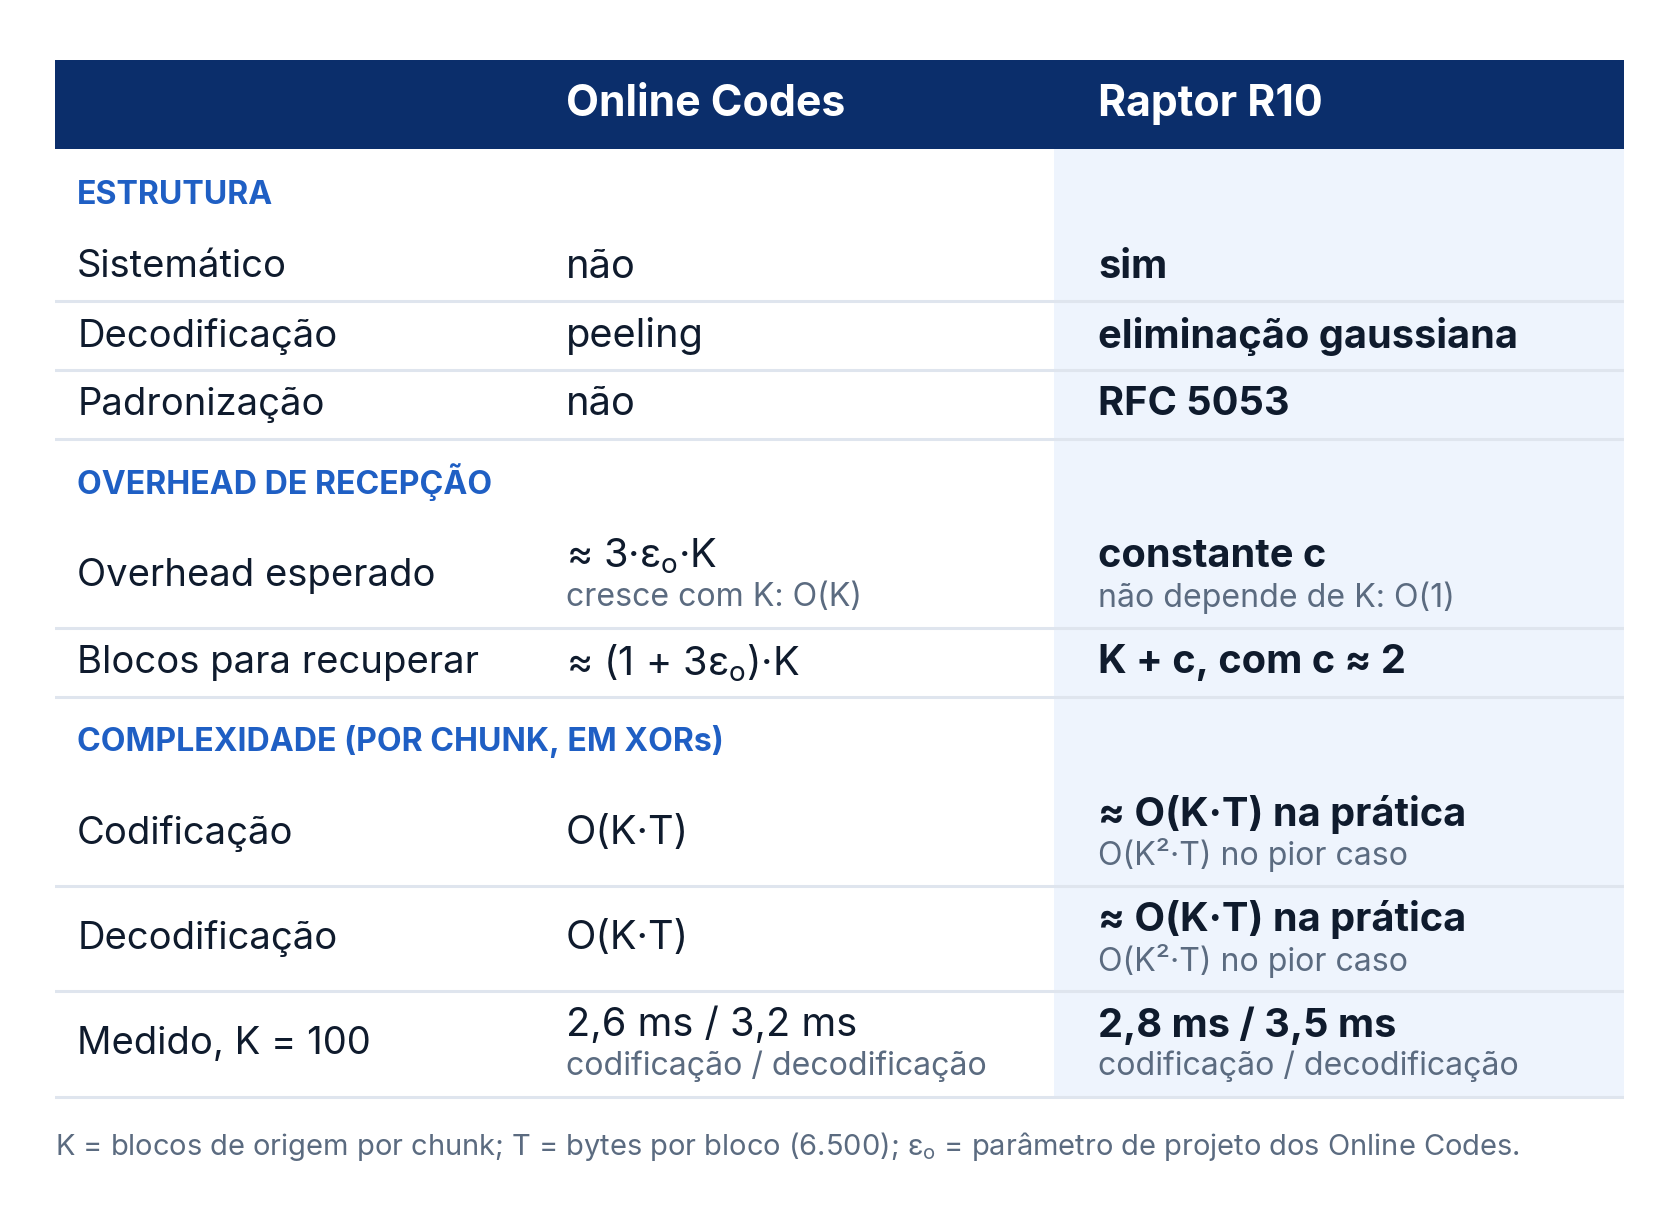 Online Codes Raptor R10
ESTRUTURA
Sistemático não sim
Decodificação peeling eliminação gaussiana
Padronização não RFC 5053
OVERHEAD DE RECEPÇÃO
Overhead esperado ≈ 3·εₒ·K constante c
cresce com K: O(K) não depende de K: O(1)
Blocos para recuperar ≈ (1 + 3εₒ)·K K + c, com c ≈ 2
COMPLEXIDADE (POR CHUNK, EM XORs)
Codificação O(K·T) ≈ O(K·T) na prática
O(K²·T) no pior caso
Decodificação O(K·T) ≈ O(K·T) na prática
O(K²·T) no pior caso
Medido, K = 100 2,6 ms / 3,2 ms 2,8 ms / 3,5 ms
codificação / decodificação codificação / decodificação
K = blocos de origem por chunk; T = bytes por bloco (6.500); εₒ = parâmetro de projeto dos Online Codes.